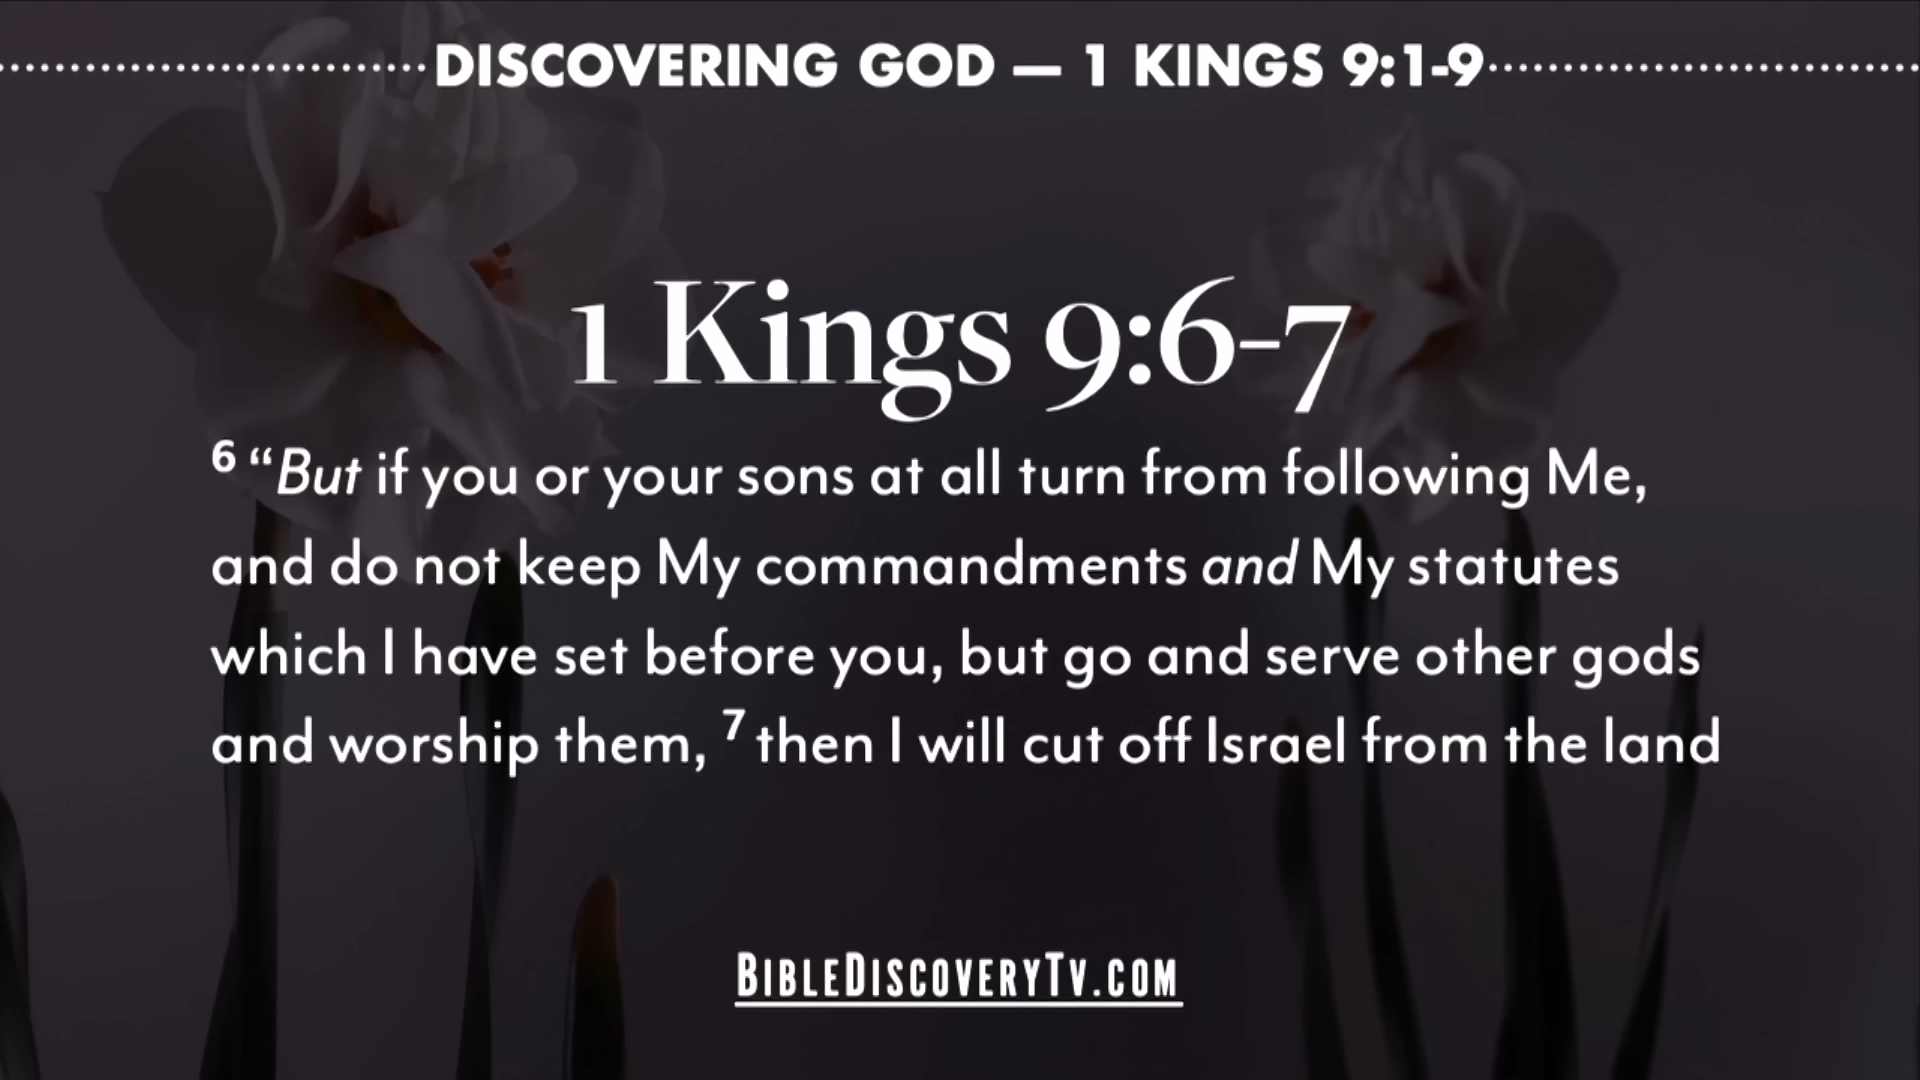 DISCOVERING GOD — 1 KINGS 9:1-9
1 Kings 9:6-7
6 “But if you or your sons at all turn from following Me,
and do not keep My commandments and My statutes
which I have set before you, but go and serve other gods
and worship them, 7 then I will cut off Israel from the land
BIBLEDISCOVERYTV.COM